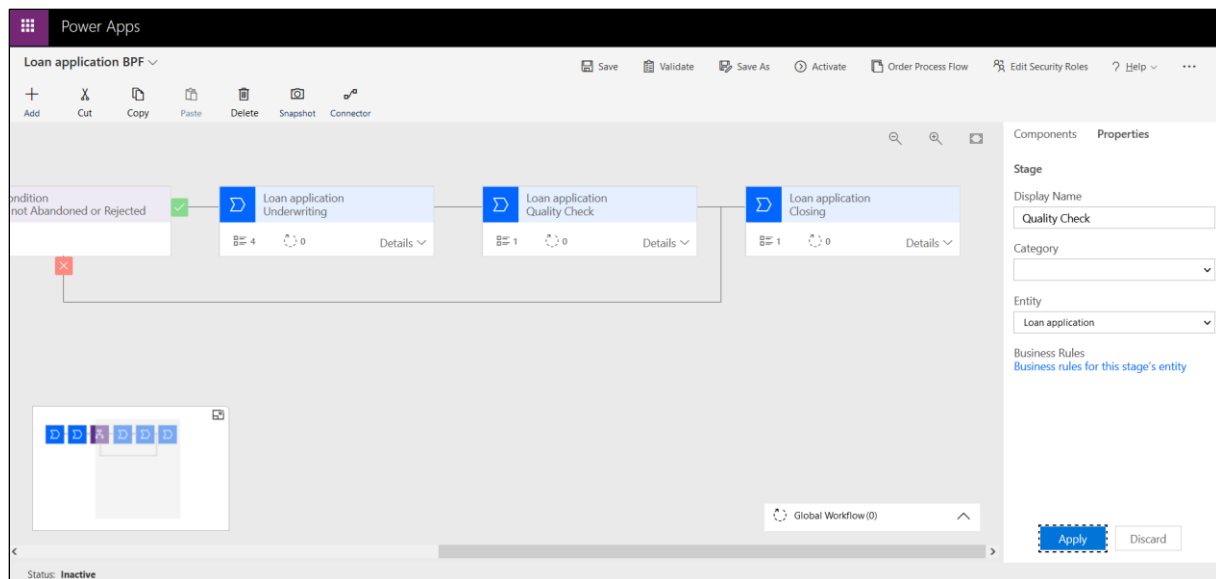 Power Apps
Loan application BPF
Save
Validate
Save As
Activate
Order Process Flow
Edit Security Roles
? Help
...
Add
Cut
Copy
Paste
Delete
Snapshot
Connector
Components
Properties
Stage
Display Name
Quality Check
Category
Entity
Loan application
Business Rules
Business rules for this stage's entity
ondition
not Abandoned or Rejected
Loan application
Underwriting
4
0
Details
Loan application
Quality Check
1
0
Details
Loan application
Closing
1
0
Details
Global Workflow(0)
Apply
Discard
Status: Inactive